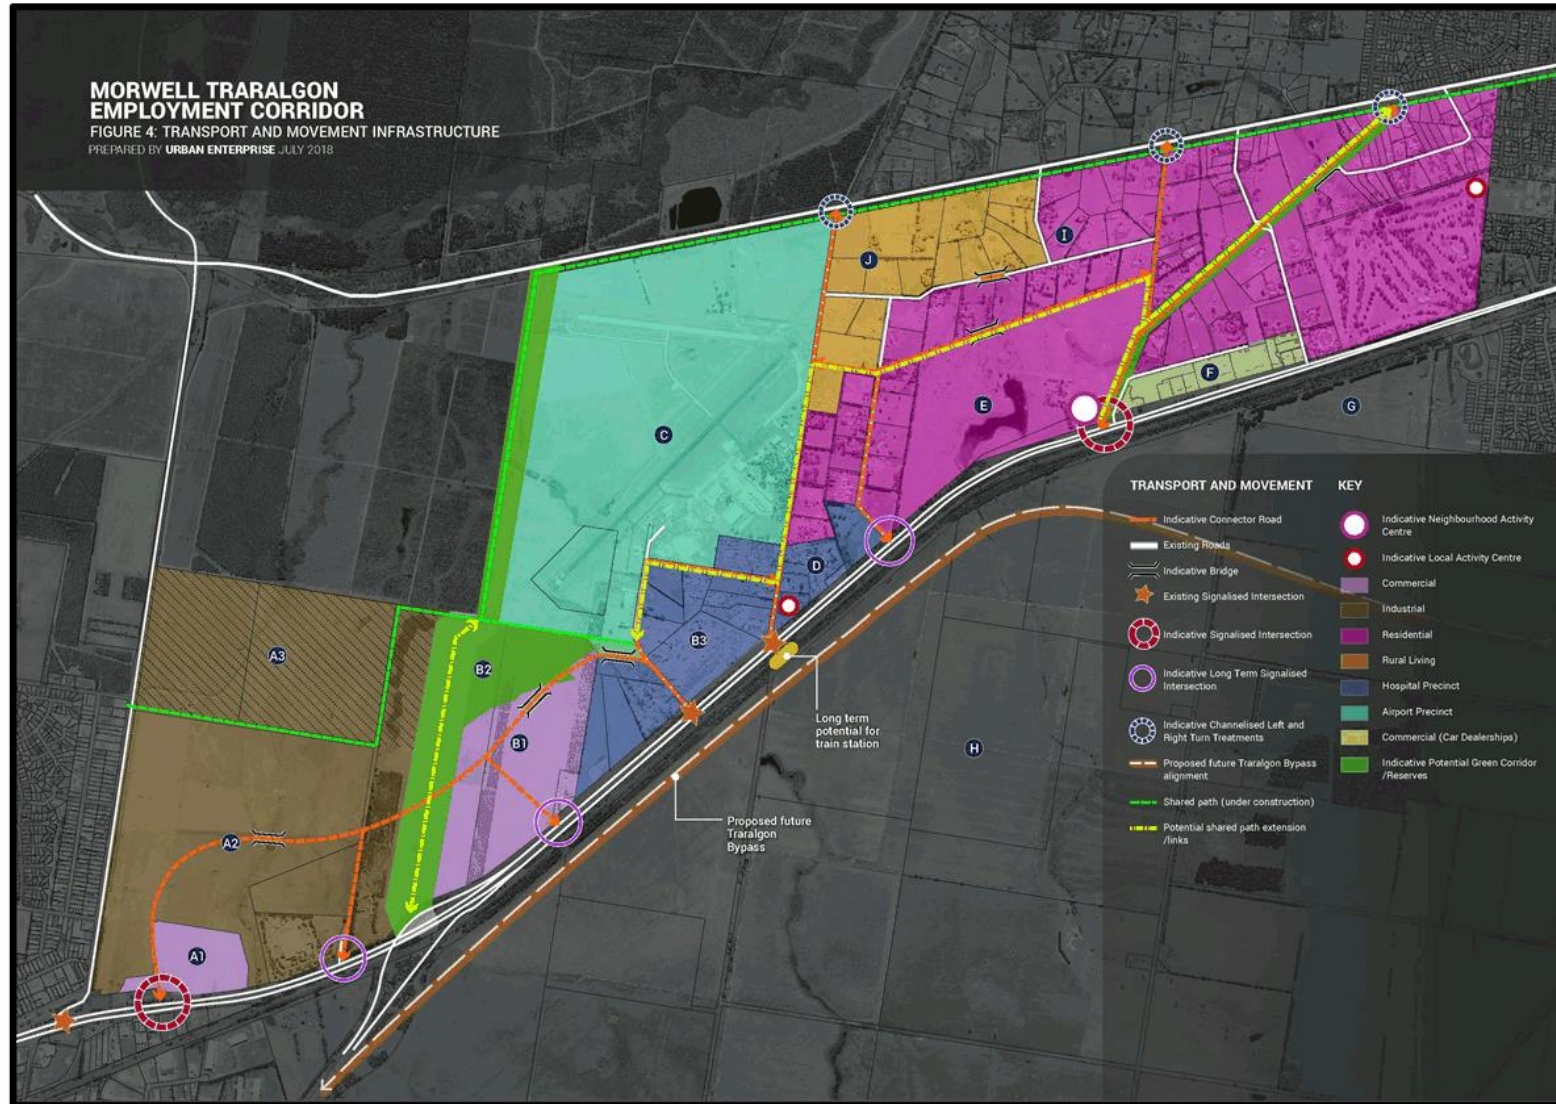 MORWELL TRARALGON
EMPLOYMENT CORRIDOR
FIGURE 4: TRANSPORT AND MOVEMENT INFRASTRUCTURE
PREPARED BY URBAN ENTERPRISE JULY 2018
J
I
C
E
F
G
D
B3
A3
B2
B1
H
A2
A1
Long term
potential for
train station
Proposed future
Traralgon
Bypass
TRANSPORT AND MOVEMENT
Indicative Connector Road
Existing Roads
Indicative Bridge
Existing Signalised Intersection
Indicative Signalised Intersection
Indicative Long Term Signalised
Intersection
Indicative Channelised Left and
Right Turn Treatments
Proposed future Traralgon Bypass
alignment
Shared path (under construction)
Potential shared path extension
/links
KEY
Indicative Neighbourhood Activity
Centre
Indicative Local Activity Centre
Commercial
Industrial
Residential
Rural Living
Hospital Precinct
Airport Precinct
Commercial (Car Dealerships)
Indicative Potential Green Corridor
/Reserves